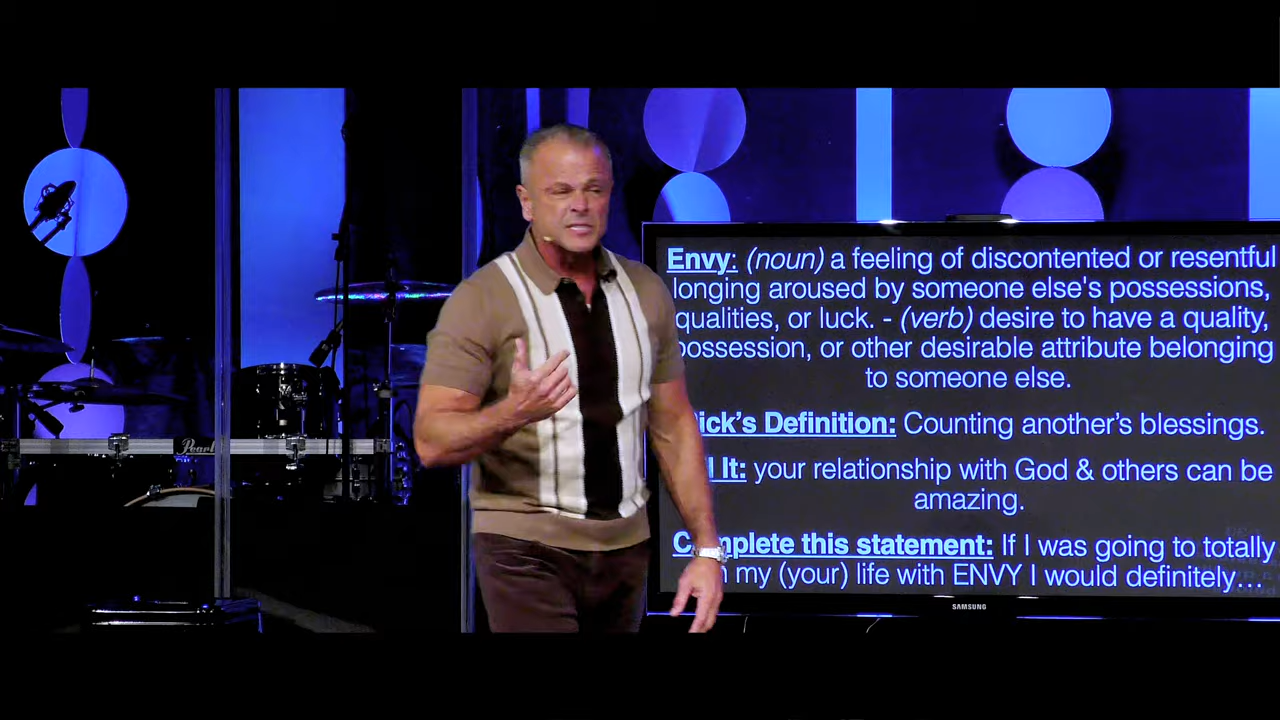 Envy: (noun) a feeling of discontented or resentful
longing aroused by someone else's possessions,
qualities, or luck. - (verb) desire to have a quality,
possession, or other desirable attribute belonging
to someone else.
ick's Definition: Counting another's blessings.
l It: your relationship with God & others can be
amazing.
Complete this statement: If I was going to totally
my (your) life with ENVY I would definitely...
SAMSUNG
Pearl